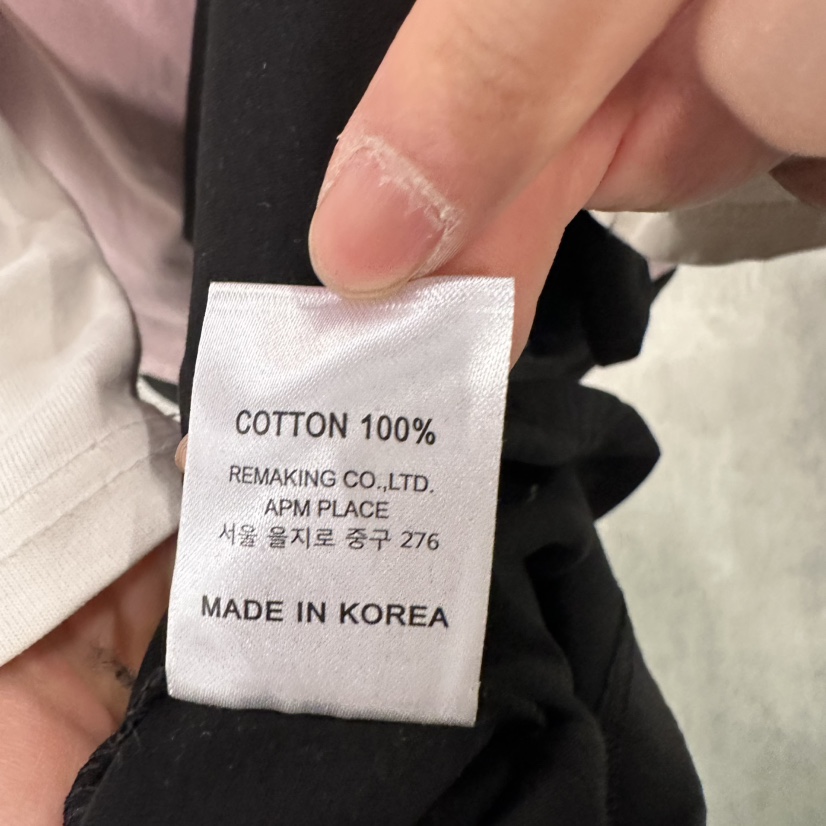 COTTON 100%
REMAKING CO.,LTD.
APM PLACE
서울 을지로 중구 276
MADE IN KOREA